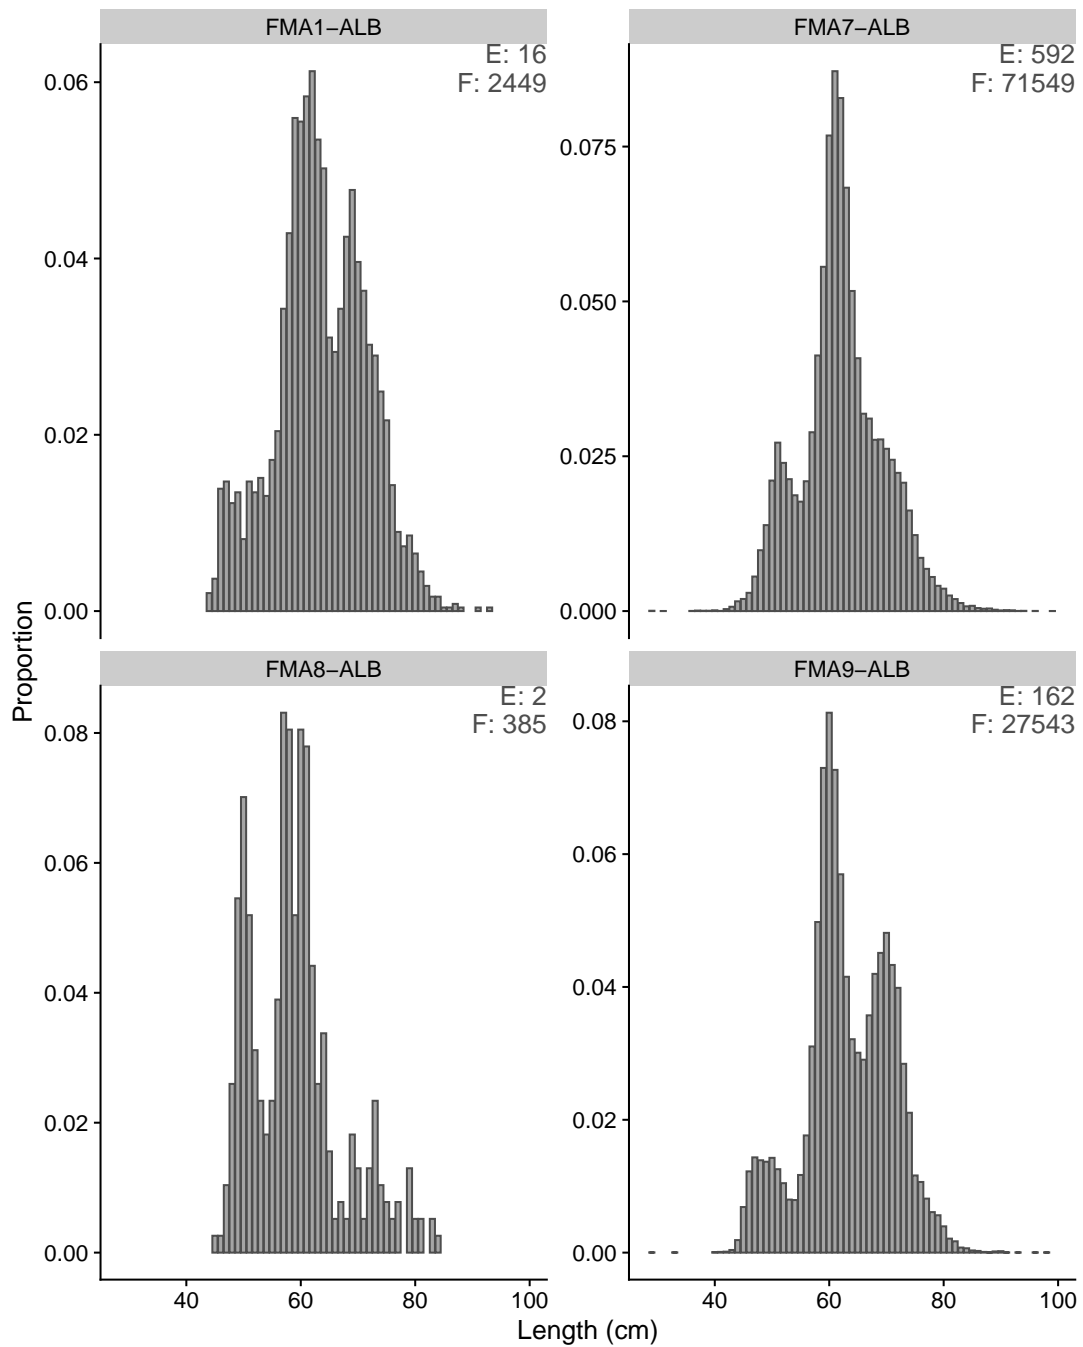 FMA1−ALB
E: 16
F: 2449
0.06
0.04
0.02
0.00
FMA7−ALB
E: 592
F: 71549
0.075
0.050
0.025
0.000
FMA8−ALB
E: 2
F: 385
0.08
0.06
0.04
0.02
0.00
40
60
80
100
FMA9−ALB
E: 162
F: 27543
0.08
0.06
0.04
0.02
0.00
40
60
80
100
Proportion
Length (cm)